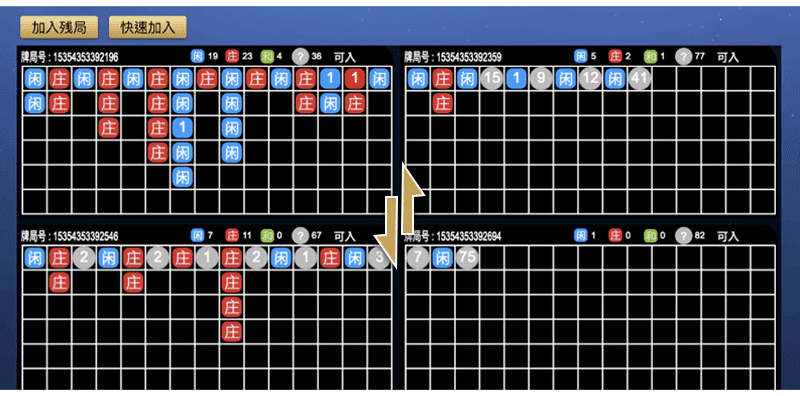 加入残局 快速加入
牌局号 : 15354353392196 闲 19 庄 23 和 4 ? 36 可入
闲 庄 闲 庄 闲 庄 闲 庄 闲 庄 闲 庄 1 1 闲
闲 庄 庄 庄 闲 闲 庄 闲 庄
庄 庄 1 闲
庄 闲 闲
闲
牌局号 : 15354353392359 闲 5 庄 2 和 1 ? 77 可入
闲 庄 闲 15 1 9 闲 12 闲 41
庄
牌局号 : 15354353392546 闲 7 庄 11 和 0 ? 67 可入
闲 庄 2 闲 庄 2 庄 1 庄 2 闲 1 庄 闲 3
庄 庄 庄
庄
庄
牌局号 : 15354353392694 闲 1 庄 0 和 0 ? 82 可入
7 闲 75